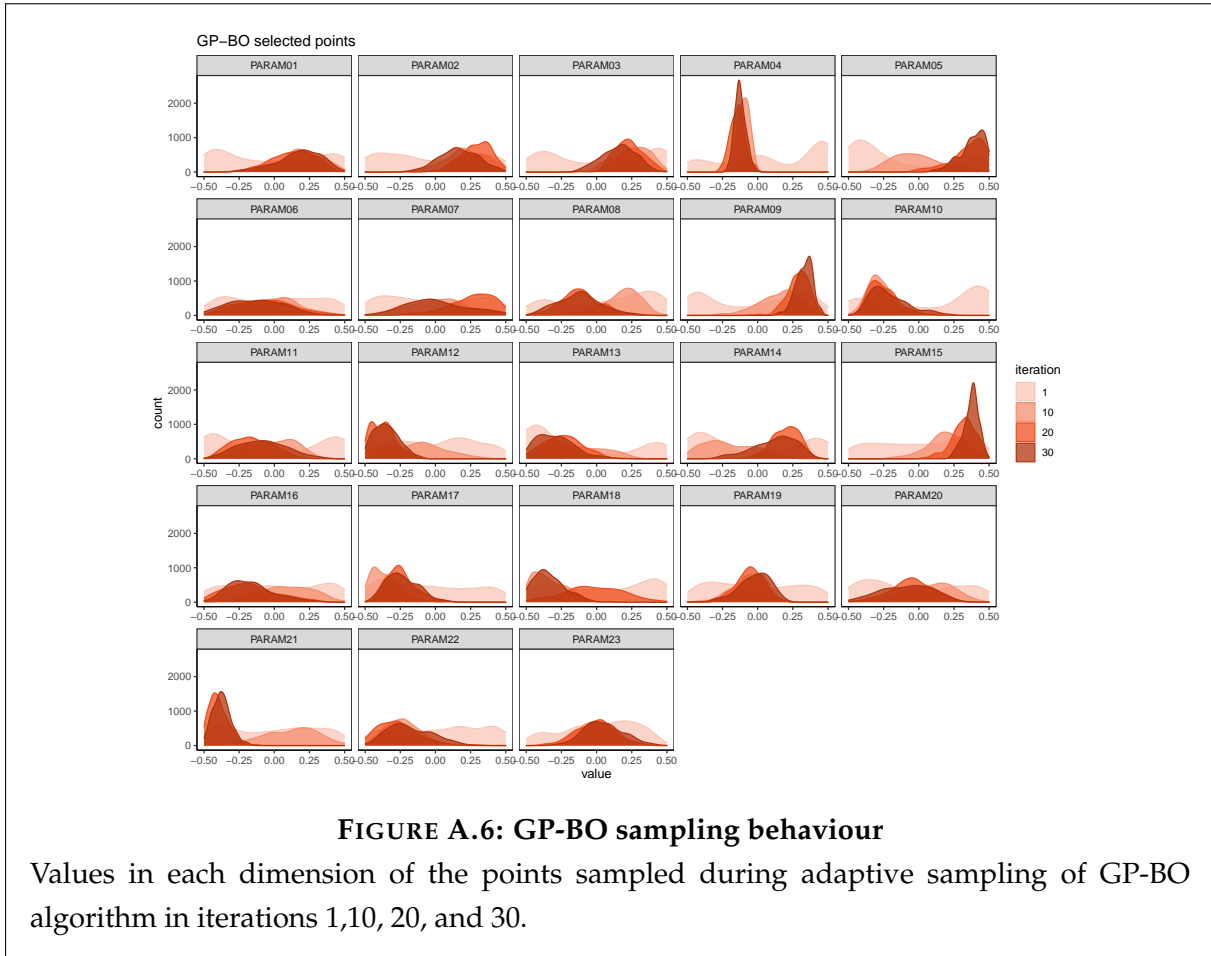 GP−BO selected points
PARAM01 PARAM02 PARAM03 PARAM04 PARAM05
2000
1000
0
−0.50 −0.25 0.00 0.25 0.50 −0.50 −0.25 0.00 0.25 0.50 −0.50 −0.25 0.00 0.25 0.50 −0.50 −0.25 0.00 0.25 0.50 −0.50 −0.25 0.00 0.25 0.50
PARAM06 PARAM07 PARAM08 PARAM09 PARAM10
2000
1000
0
−0.50 −0.25 0.00 0.25 0.50 −0.50 −0.25 0.00 0.25 0.50 −0.50 −0.25 0.00 0.25 0.50 −0.50 −0.25 0.00 0.25 0.50 −0.50 −0.25 0.00 0.25 0.50
PARAM11 PARAM12 PARAM13 PARAM14 PARAM15
2000
1000
0
−0.50 −0.25 0.00 0.25 0.50 −0.50 −0.25 0.00 0.25 0.50 −0.50 −0.25 0.00 0.25 0.50 −0.50 −0.25 0.00 0.25 0.50 −0.50 −0.25 0.00 0.25 0.50
count
iteration
1
10
20
30
PARAM16 PARAM17 PARAM18 PARAM19 PARAM20
2000
1000
0
−0.50 −0.25 0.00 0.25 0.50 −0.50 −0.25 0.00 0.25 0.50 −0.50 −0.25 0.00 0.25 0.50 −0.50 −0.25 0.00 0.25 0.50 −0.50 −0.25 0.00 0.25 0.50
PARAM21 PARAM22 PARAM23
2000
1000
0
−0.50 −0.25 0.00 0.25 0.50 −0.50 −0.25 0.00 0.25 0.50 −0.50 −0.25 0.00 0.25 0.50
value
FIGURE A.6: GP-BO sampling behaviour
Values in each dimension of the points sampled during adaptive sampling of GP-BO
algorithm in iterations 1,10, 20, and 30.